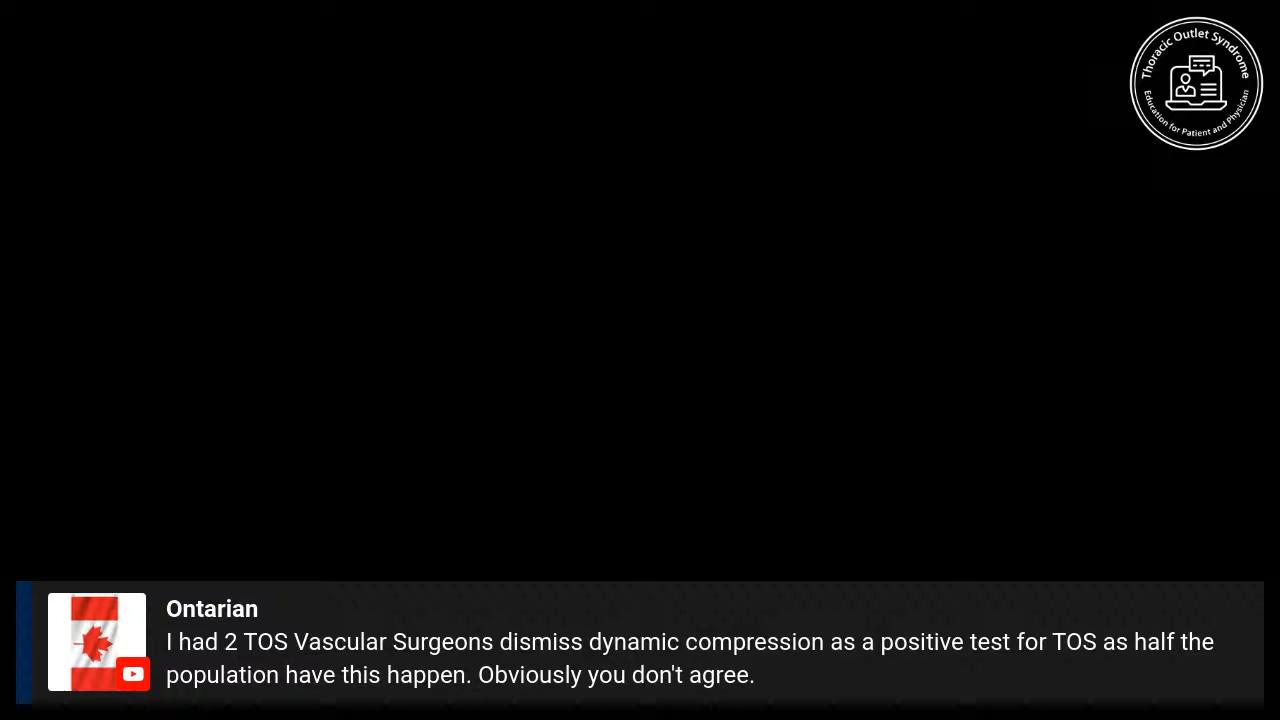 Thoracic Outlet Syndrome
Education for Patient and Physician
Ontarian
I had 2 TOS Vascular Surgeons dismiss dynamic compression as a positive test for TOS as half the
population have this happen. Obviously you don't agree.